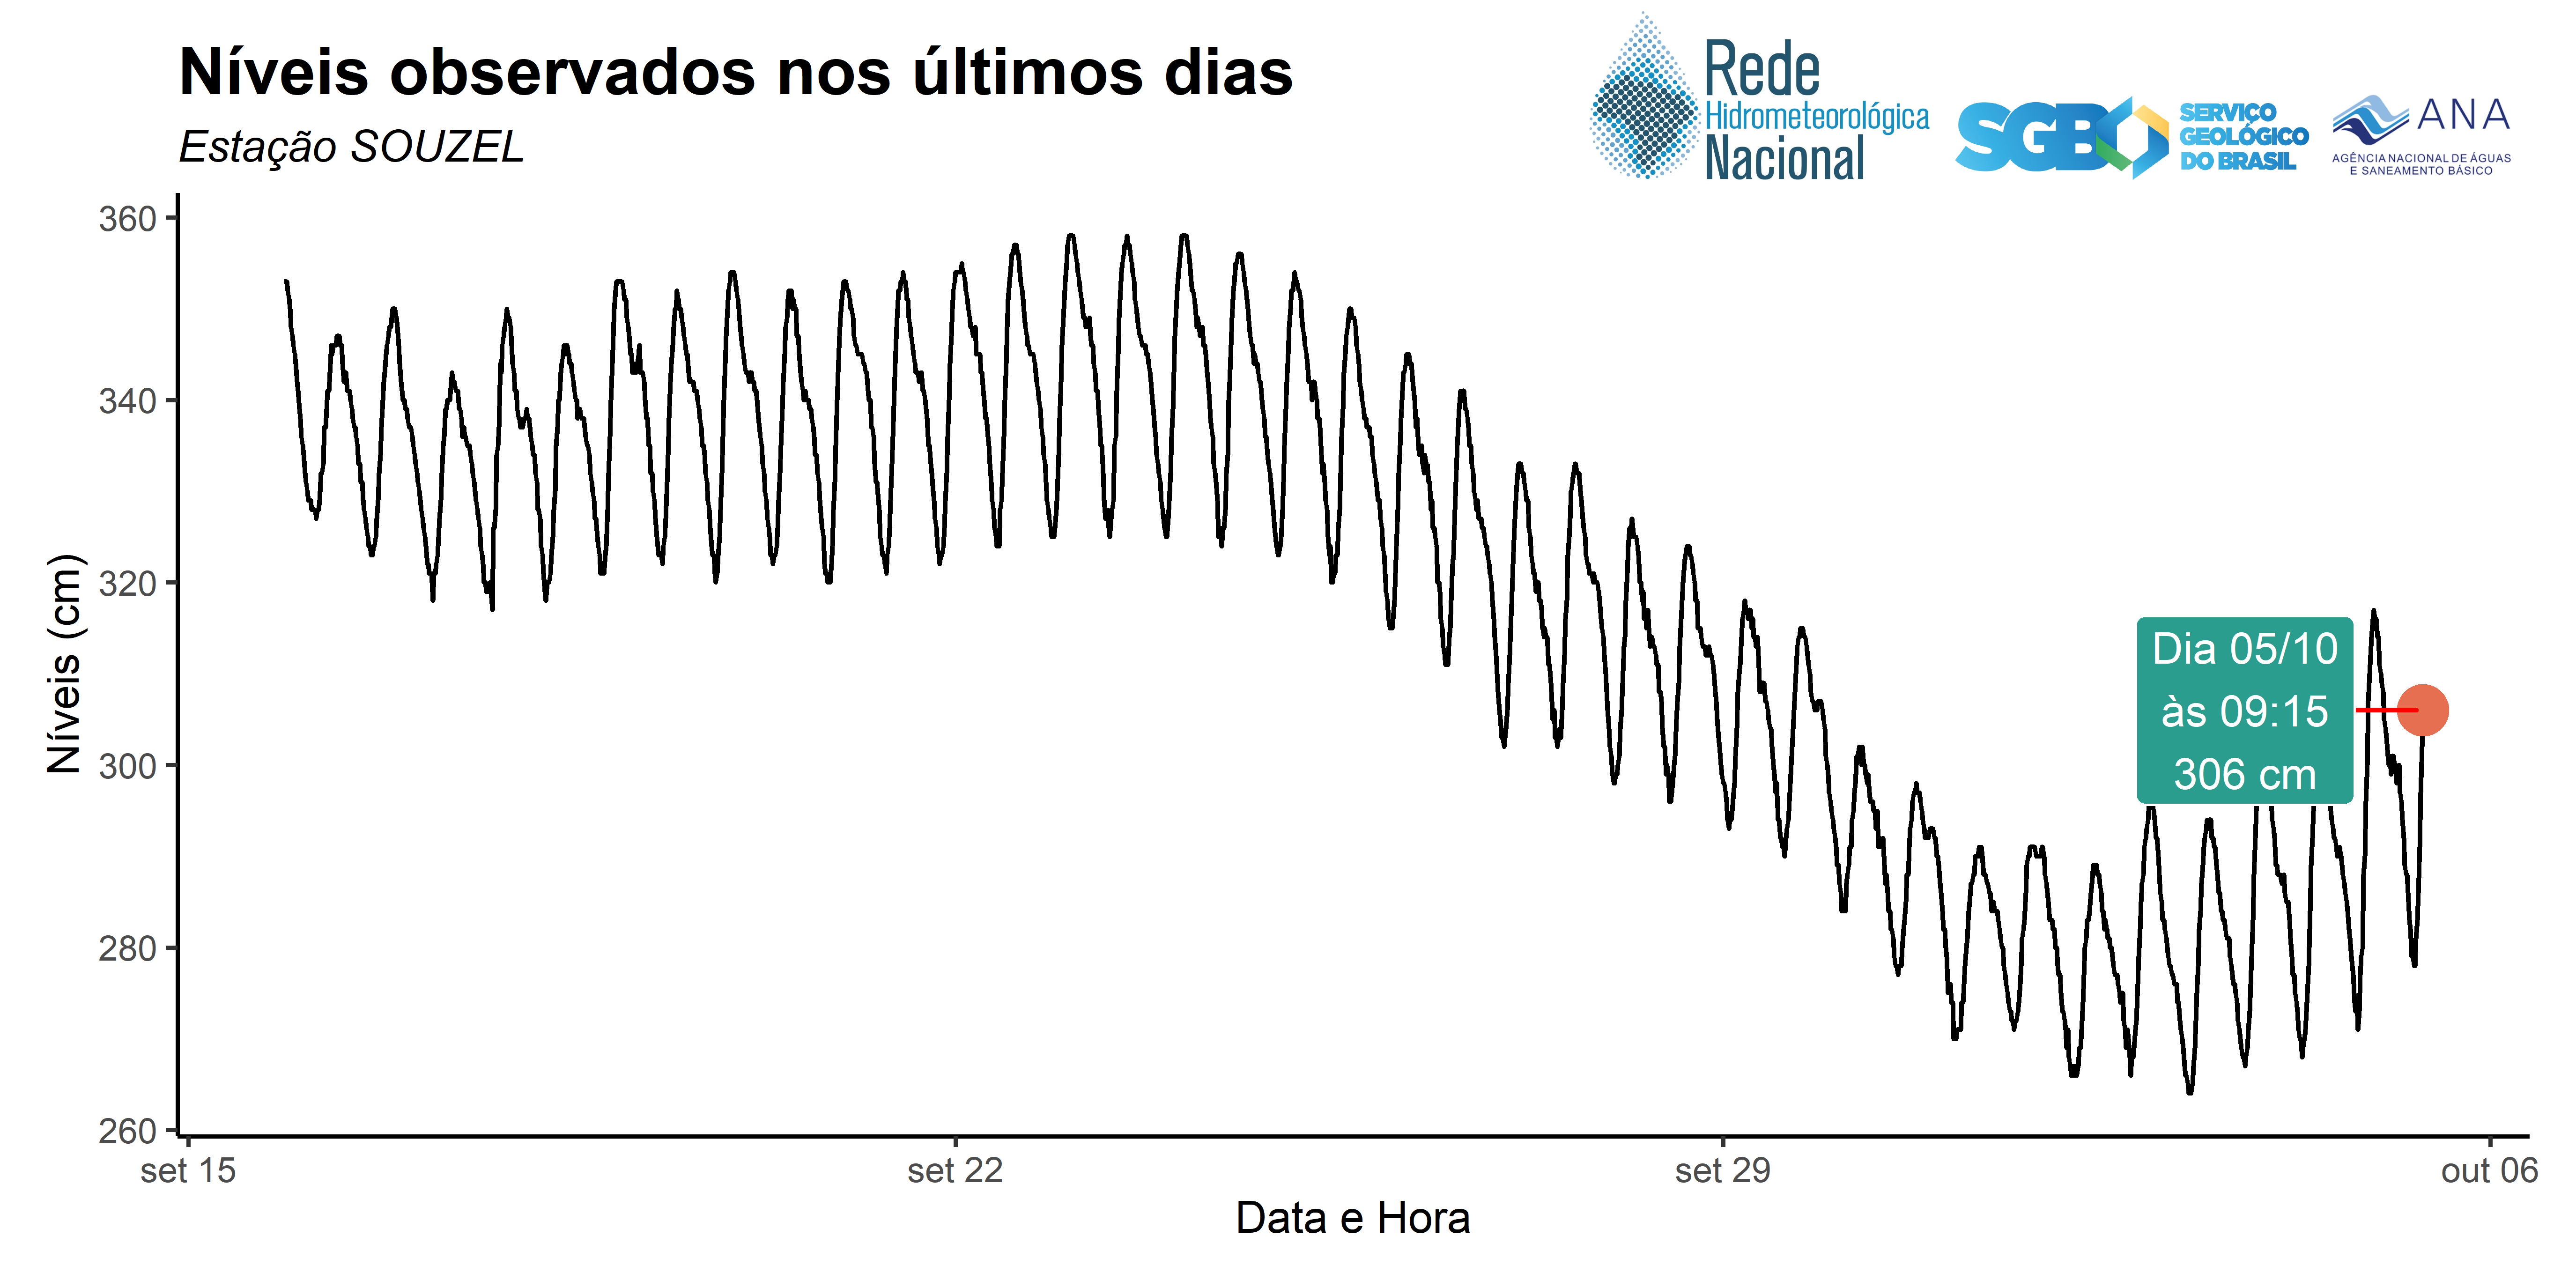 Níveis observados nos últimos dias
Estação SOUZEL
Rede
Hidrometeorológica
Nacional
SGB
SERVIÇO
GEOLÓGICO
DO BRASIL
ANA
AGÊNCIA NACIONAL DE ÁGUAS
E SANEAMENTO BÁSICO
360
340
320
300
280
260
Níveis (cm)
Dia 05/10
às 09:15
306 cm
set 15
set 22
set 29
out 06
Data e Hora